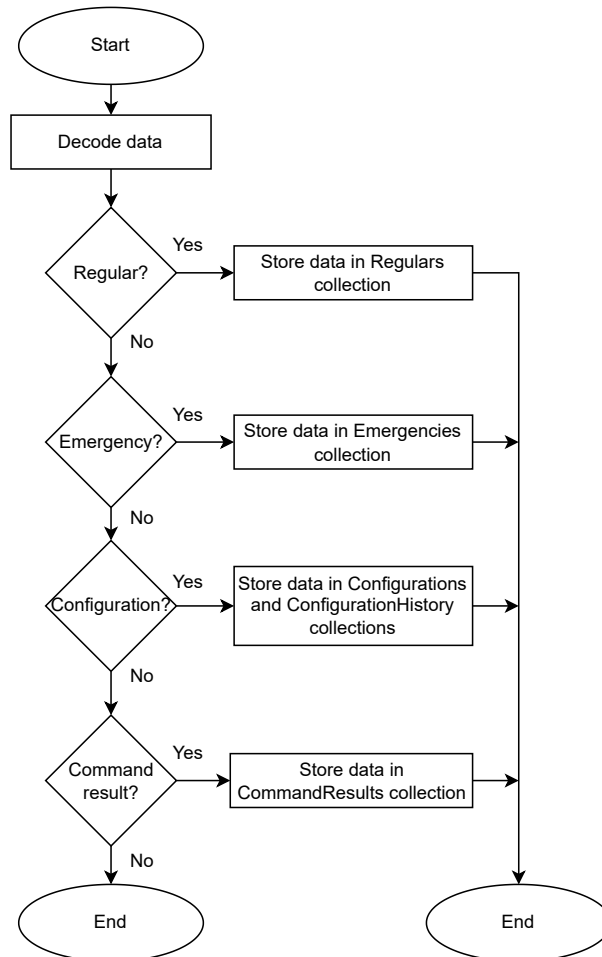 Start
Decode data
Regular?
Yes
Store data in Regulars
collection
No
Emergency?
Yes
Store data in Emergencies
collection
No
Configuration?
Yes
Store data in Configurations
and ConfigurationHistory
collections
No
Command
result?
Yes
Store data in
CommandResults collection
No
End
End